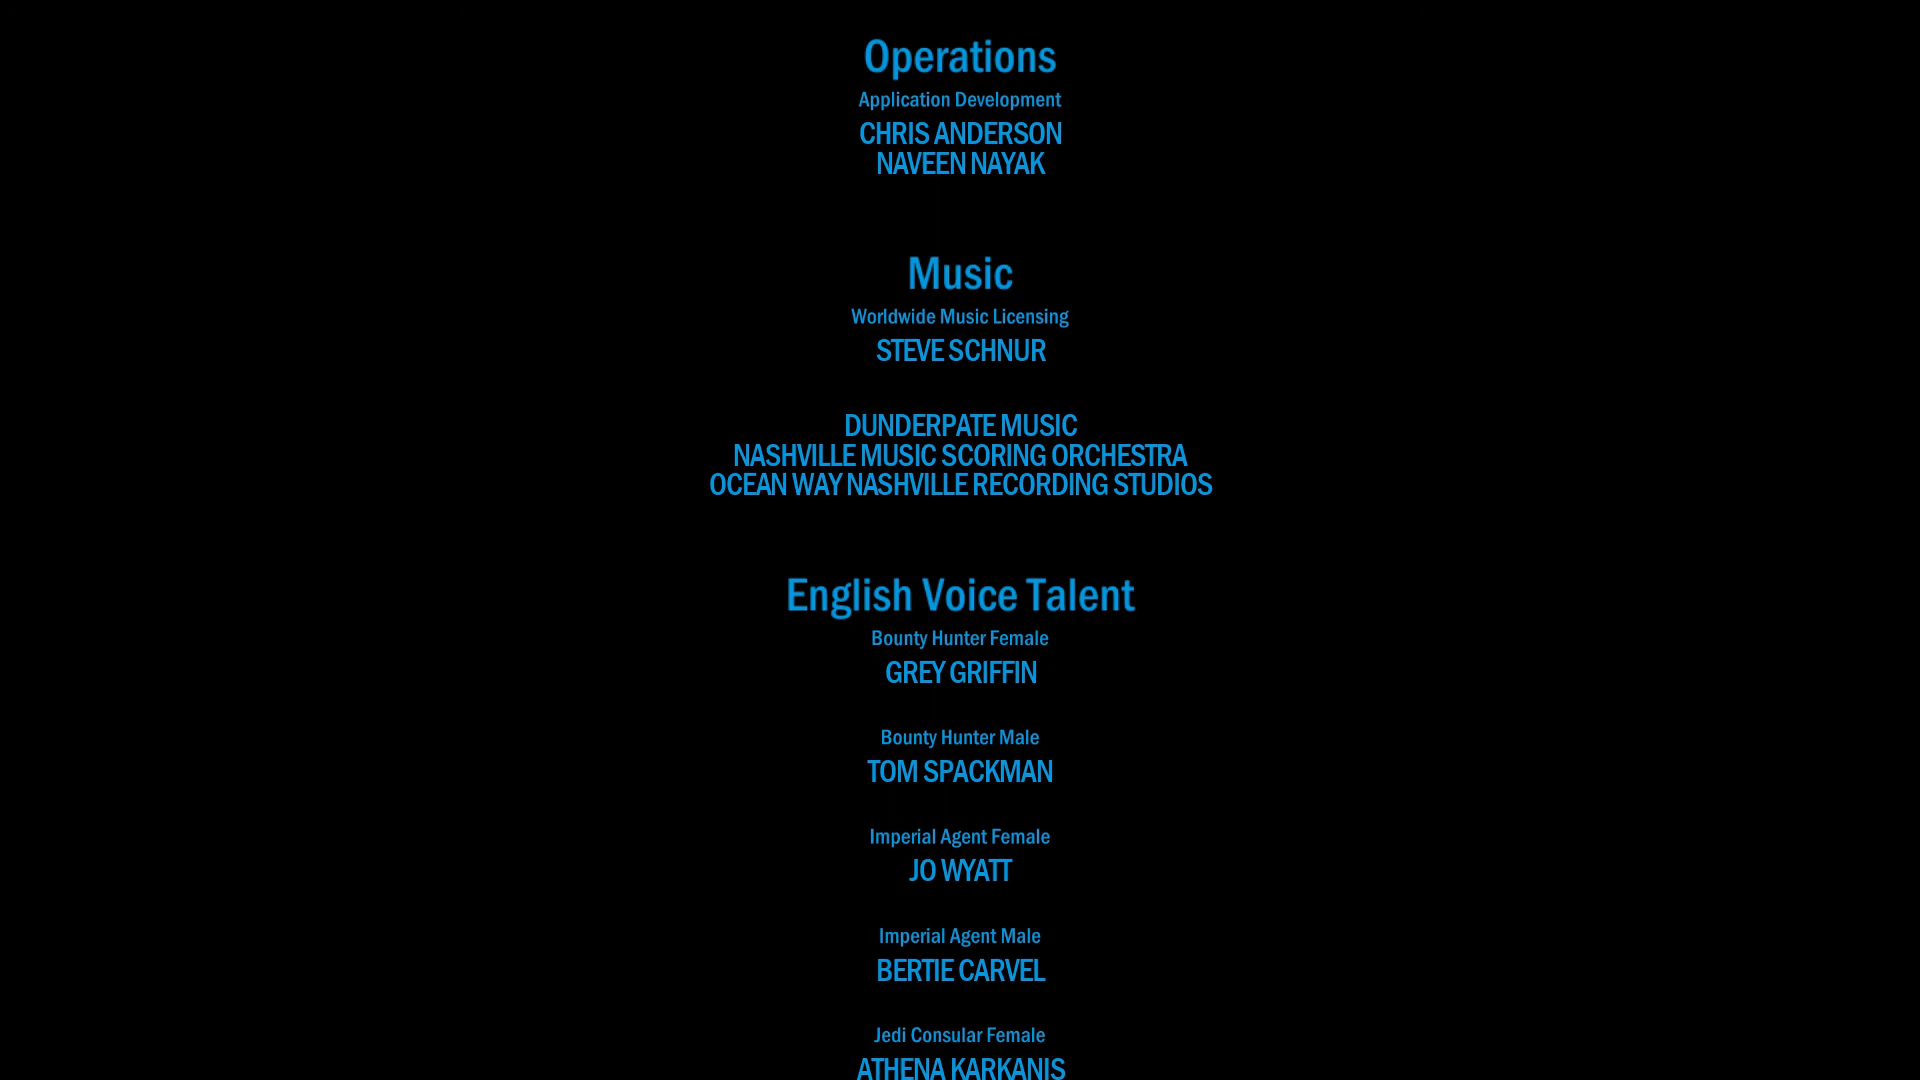 Operations
Application Development
CHRIS ANDERSON
NAVEEN NAYAK
Music
Worldwide Music Licensing
STEVE SCHNUR
DUNDERPATE MUSIC
NASHVILLE MUSIC SCORING ORCHESTRA
OCEAN WAY NASHVILLE RECORDING STUDIOS
English Voice Talent
Bounty Hunter Female
GREY GRIFFIN
Bounty Hunter Male
TOM SPACKMAN
Imperial Agent Female
JO WYATT
Imperial Agent Male
BERTIE CARVEL
Jedi Consular Female
ATHENA KARKANIS